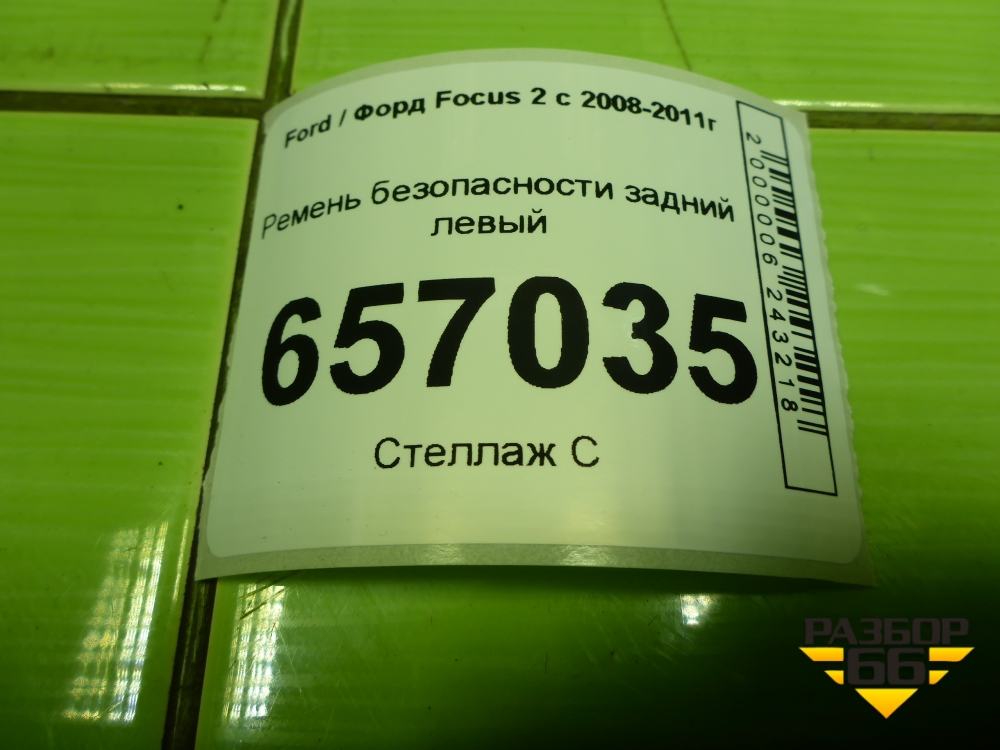 Ford / Форд Focus 2 с 2008-2011г
Ремень безопасности задний
левый
657035
Стеллаж С
2000006243218
РАЗБОР
66